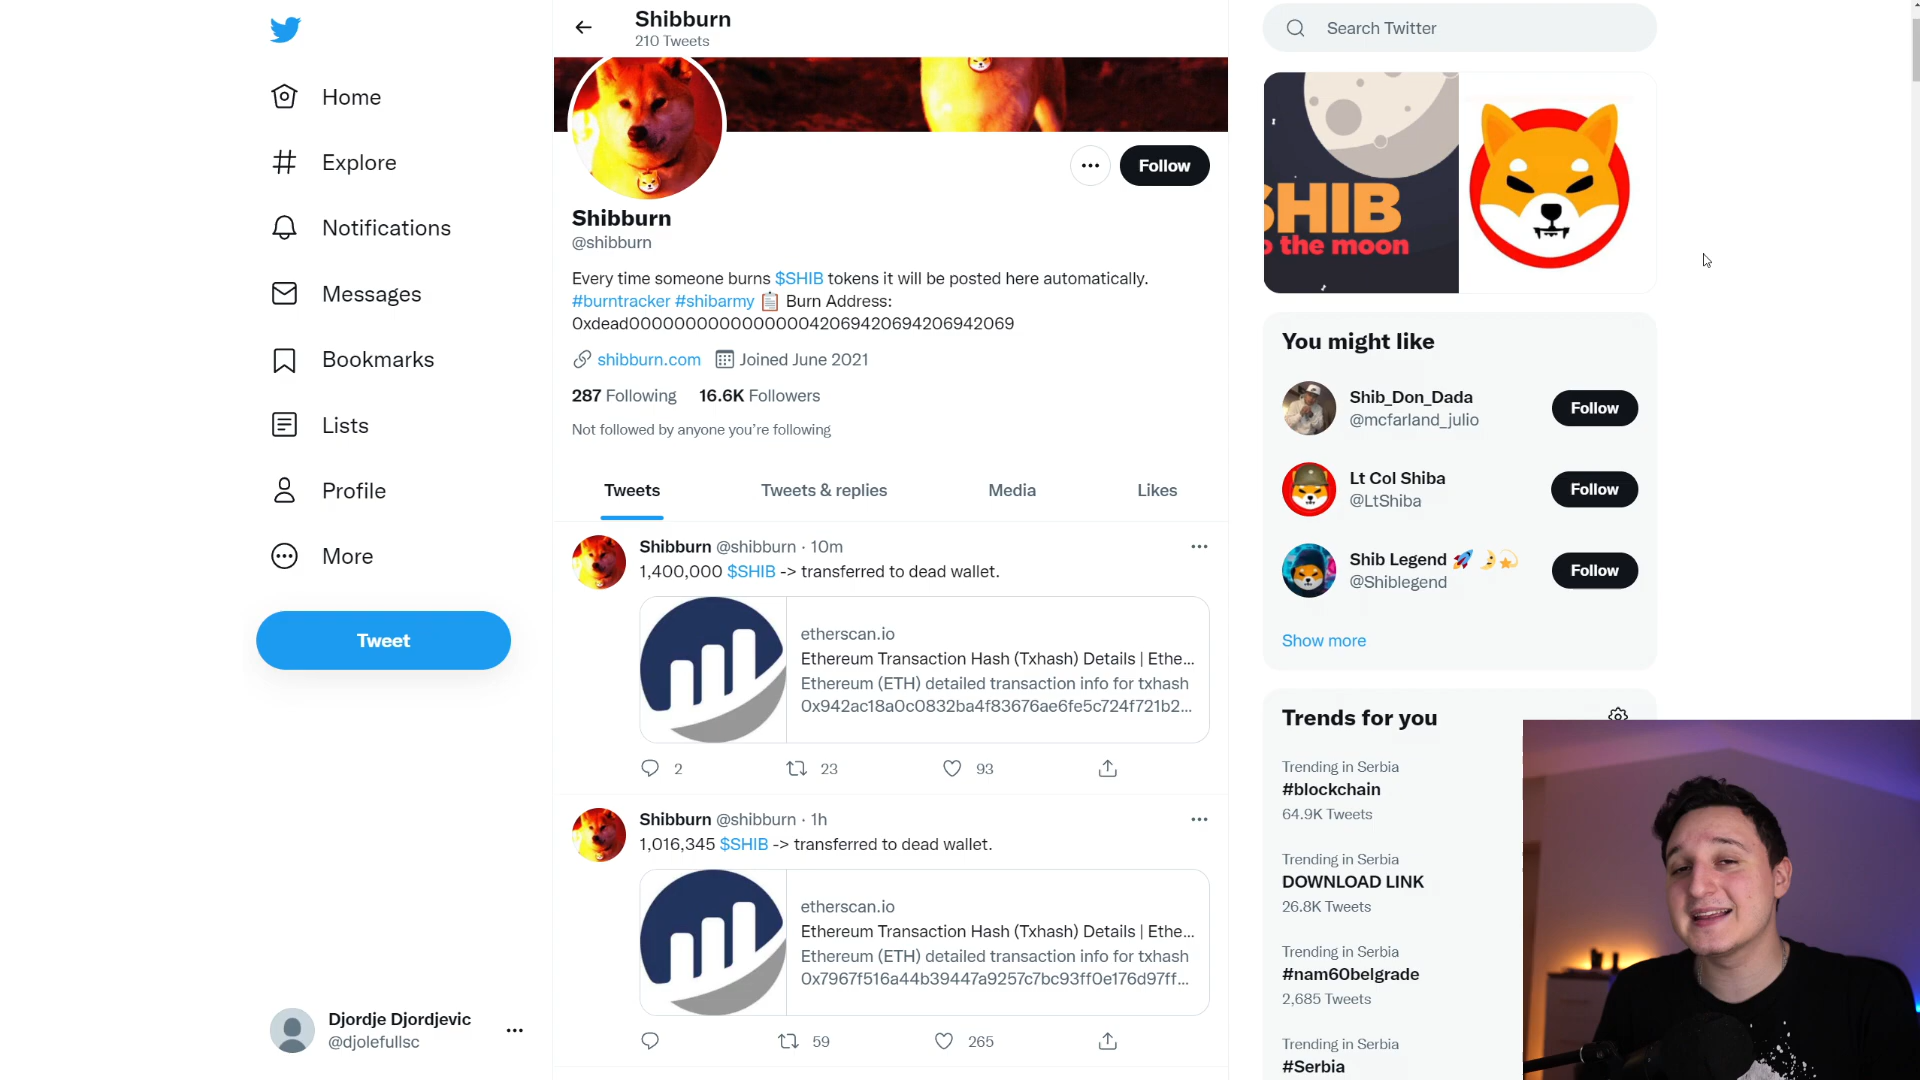 Shibburn
210 Tweets
Search Twitter
Home
Explore
Notifications
Messages
Bookmarks
Lists
Profile
More
Tweet
Djordje Djordjevic
@djolefullsc
Follow
Shibburn
@shibburn
Every time someone burns $SHIB tokens it will be posted here automatically.
#burntracker #shibarmy 📋 Burn Address:
0xdead000000000000000042069420694206942069
shibburn.com Joined June 2021
287 Following 16.6K Followers
Not followed by anyone you're following
Tweets Tweets & replies Media Likes
Shibburn @shibburn · 10m
1,400,000 $SHIB -> transferred to dead wallet.
etherscan.io
Ethereum Transaction Hash (Txhash) Details | Ethe...
Ethereum (ETH) detailed transaction info for txhash
0x942ac18a0c0832ba4f83676ae6fe5c724f721b2...
2 23 93
Shibburn @shibburn · 1h
1,016,345 $SHIB -> transferred to dead wallet.
etherscan.io
Ethereum Transaction Hash (Txhash) Details | Ethe...
Ethereum (ETH) detailed transaction info for txhash
0x7967f516a44b39447a9257c7bc93ff0e176d97ff...
59 265
SHIB
o the moon
You might like
Shib_Don_Dada
@mcfarland_julio
Follow
Lt Col Shiba
@LtShiba
Follow
Shib Legend 🚀 🌛💫
@Shiblegend
Follow
Show more
Trends for you
Trending in Serbia
#blockchain
64.9K Tweets
Trending in Serbia
DOWNLOAD LINK
26.8K Tweets
Trending in Serbia
#nam60belgrade
2,685 Tweets
Trending in Serbia
#Serbia